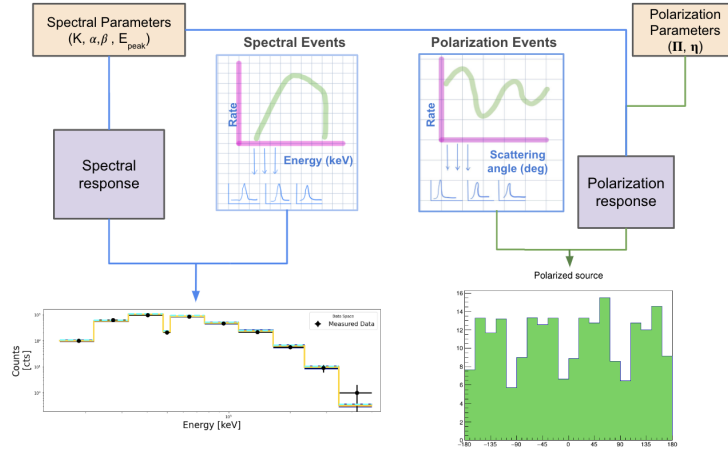 Spectral Parameters
(K, α,β , E_peak)
Spectral Events
Polarization Events
Polarization
Parameters
(Π, η)
Rate
Energy (keV)
Rate
Scattering
angle (deg)
Spectral
response
Polarization
response
Polarized source
Data Space
Measured Data
Counts
[cts]
Energy [keV]
16
14
12
10
8
6
4
2
0
-180
-135
-90
-45
0
45
90
135
180